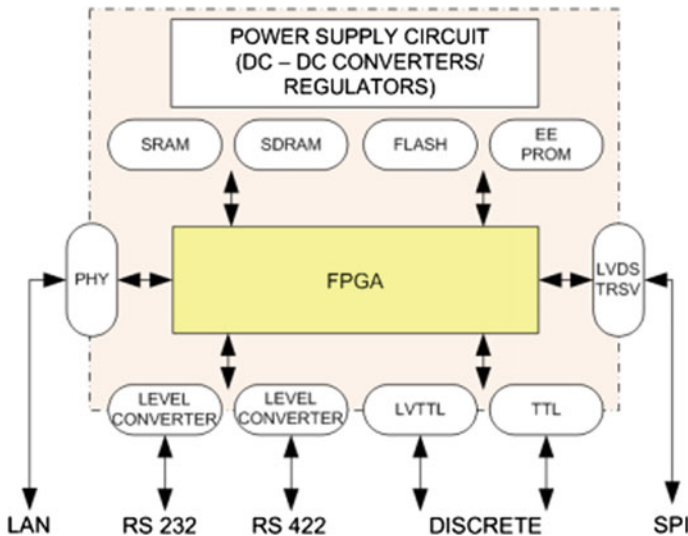 POWER SUPPLY CIRCUIT
(DC – DC CONVERTERS/
REGULATORS)
SRAM
SDRAM
FLASH
EE
PROM
PHY
FPGA
LVDS
TRSV
LEVEL
CONVERTER
LEVEL
CONVERTER
LVTTL
TTL
LAN
RS 232
RS 422
DISCRETE
SPI